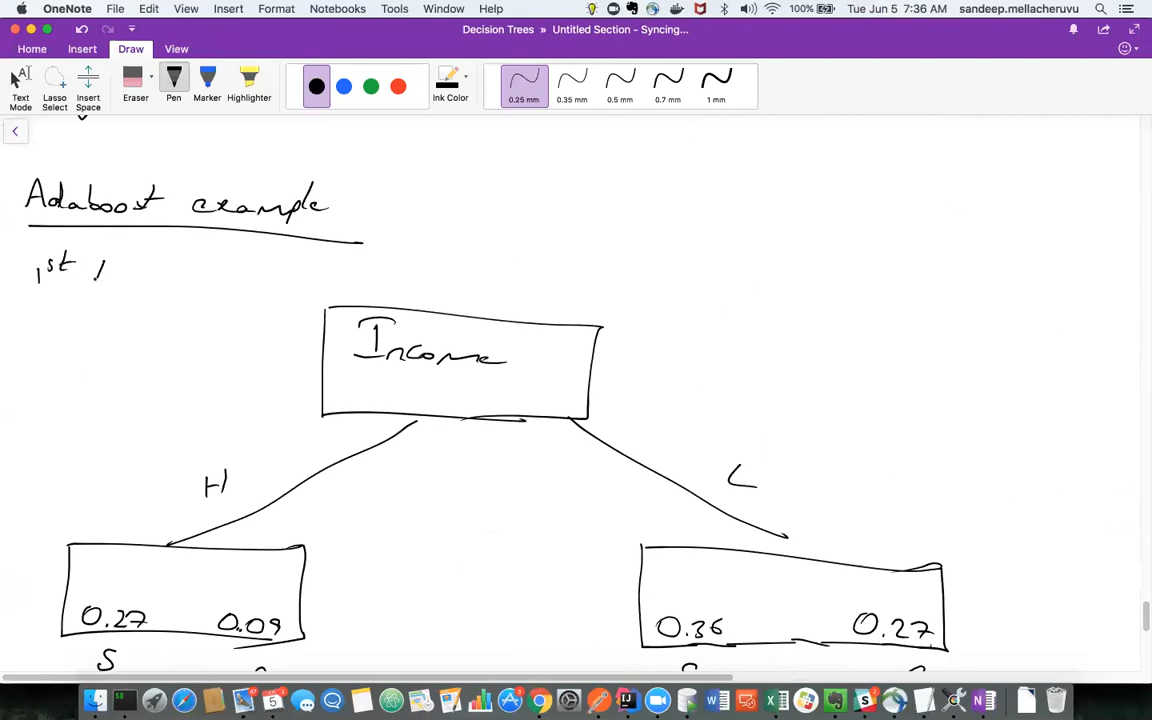 OneNote File Edit View Insert Format Notebooks Tools Window Help 100% Tue Jun 5 7:36 AM sandeep.mellacheruvu
Decision Trees » Untitled Section - Syncing...
Home Insert Draw View
Text Mode Lasso Select Insert Space Eraser Pen Marker Highlighter 0.25 mm 0.35 mm 0.5 mm 0.7 mm 1 mm Ink Color
Adaboost example
1st
Income
H L
0.27 0.09 0.36 0.27
S